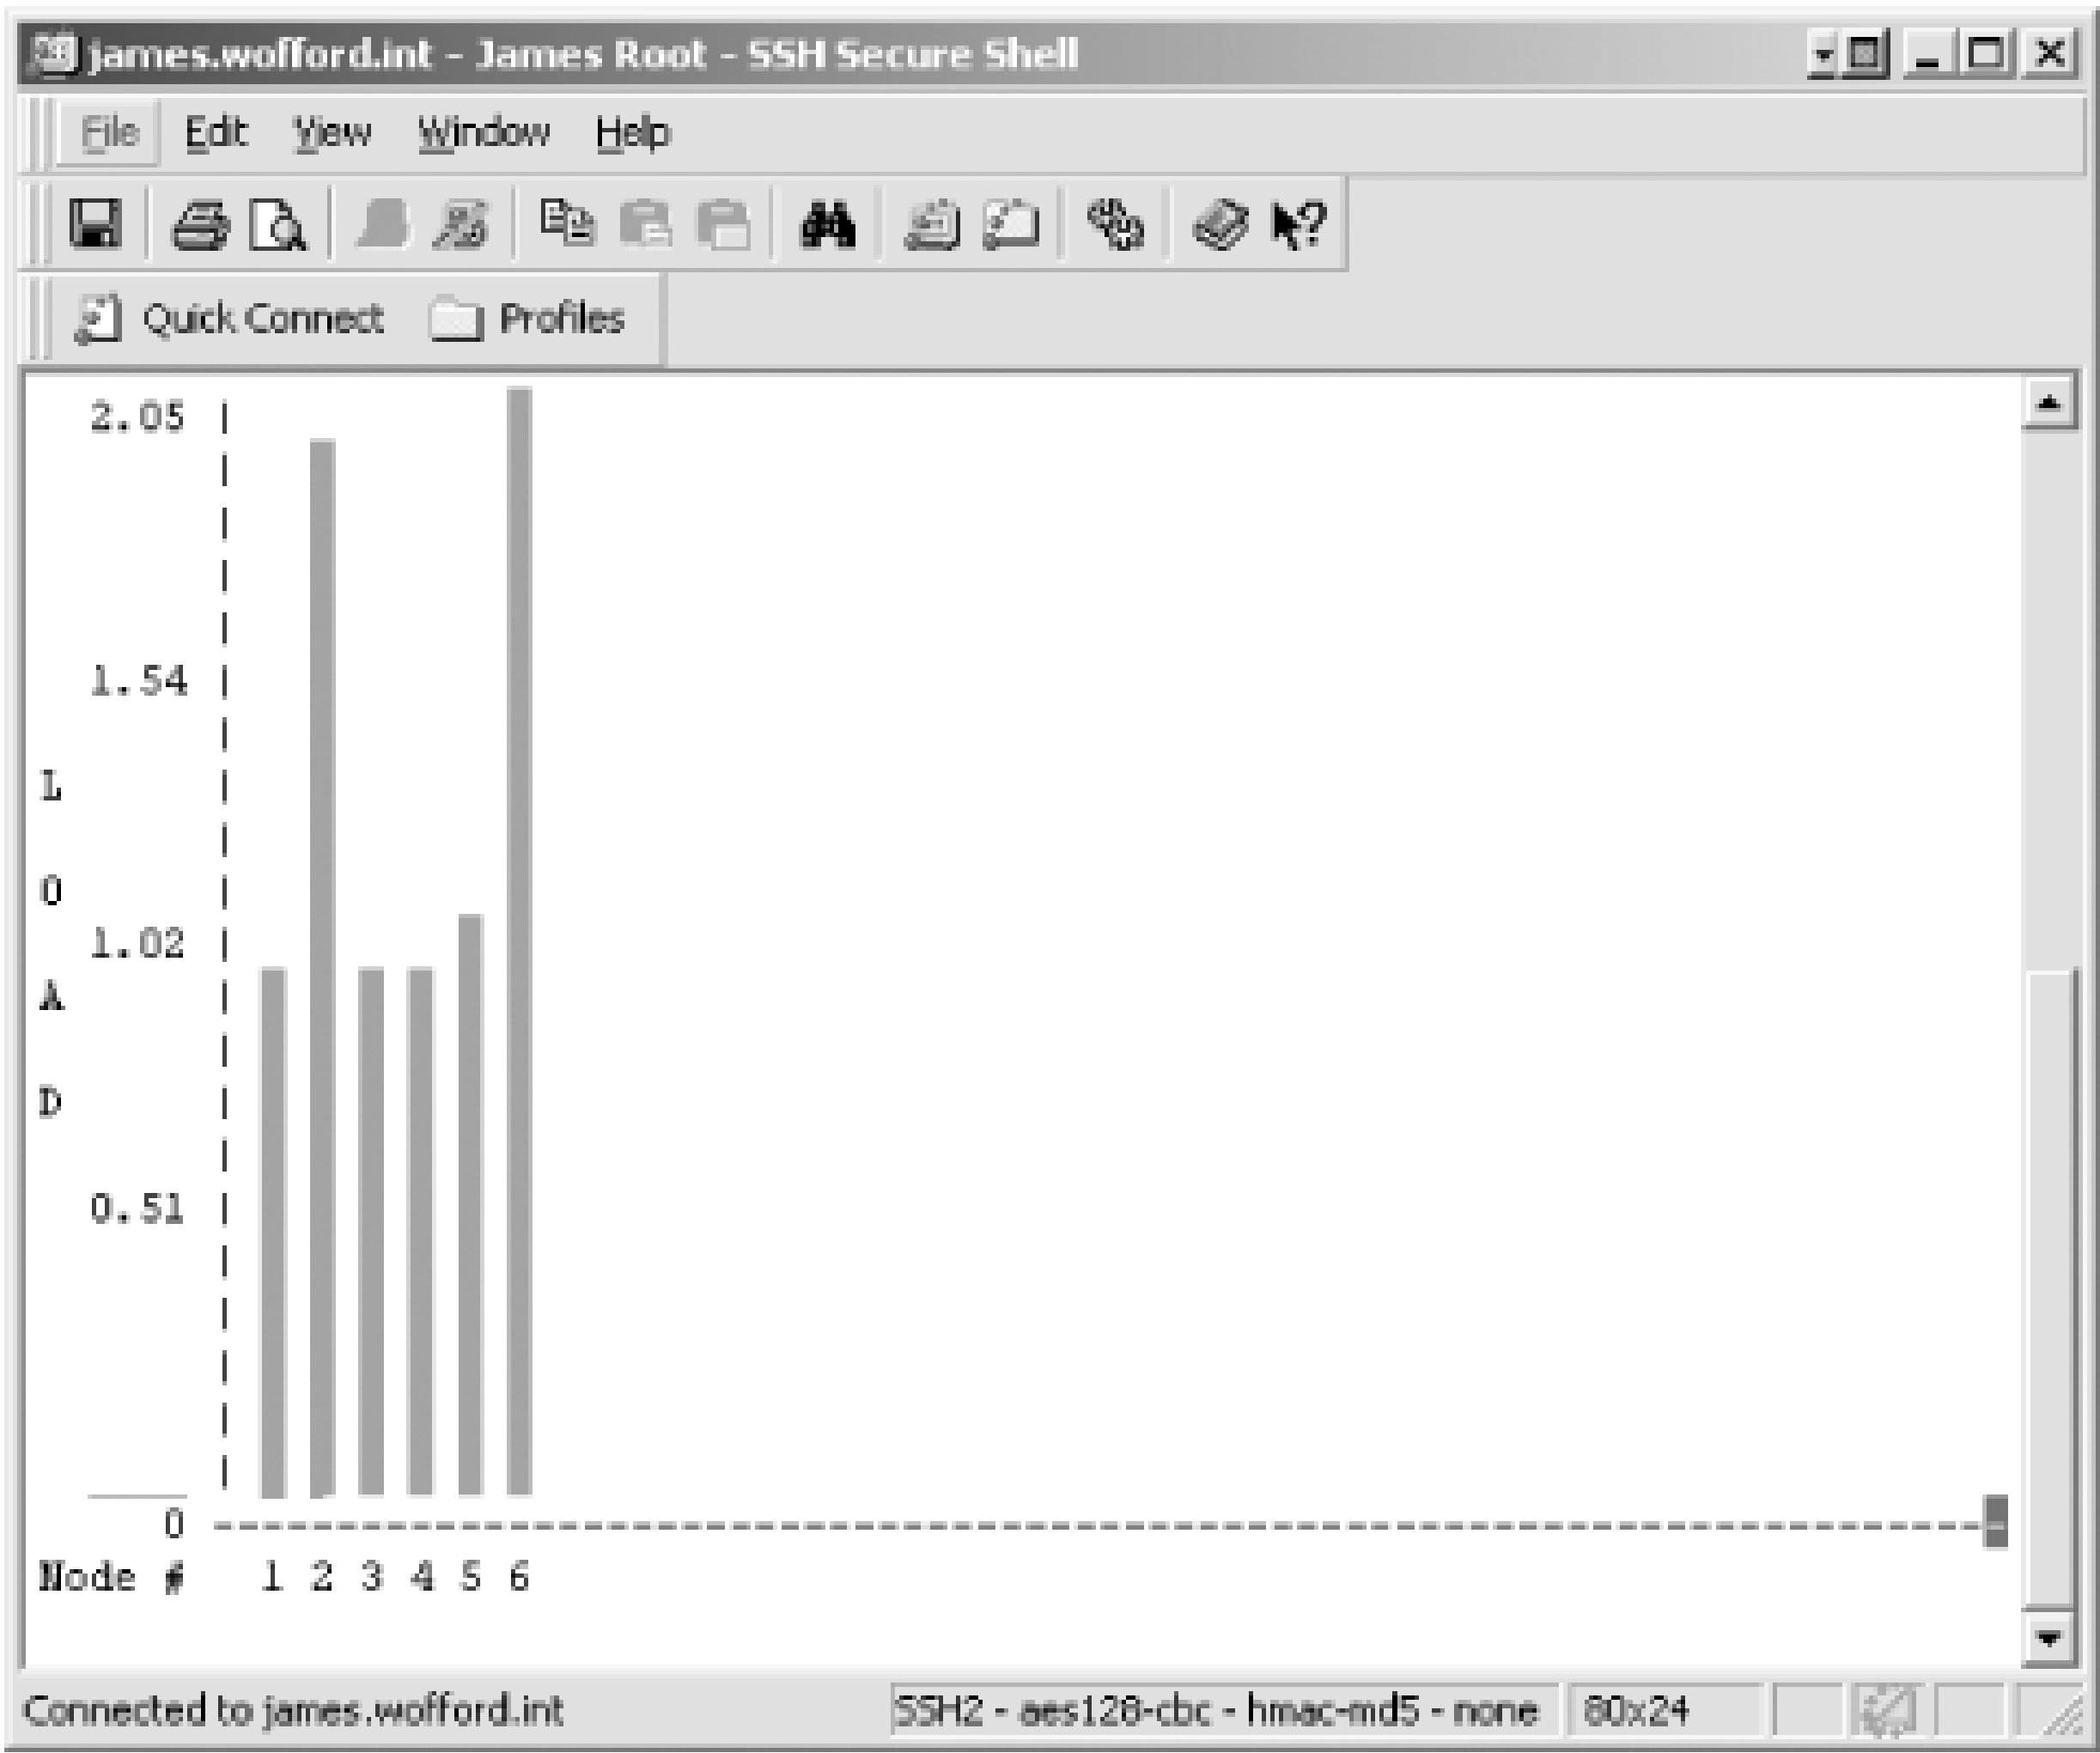 james.wofford.int - James Root - SSH Secure Shell
File Edit View Window Help
Quick Connect Profiles
2.05
1.54
L
O
1.02
A
D
0.51
0
Node # 1 2 3 4 5 6
Connected to james.wofford.int SSH2 - aes128-cbc - hmac-md5 - none 80x24